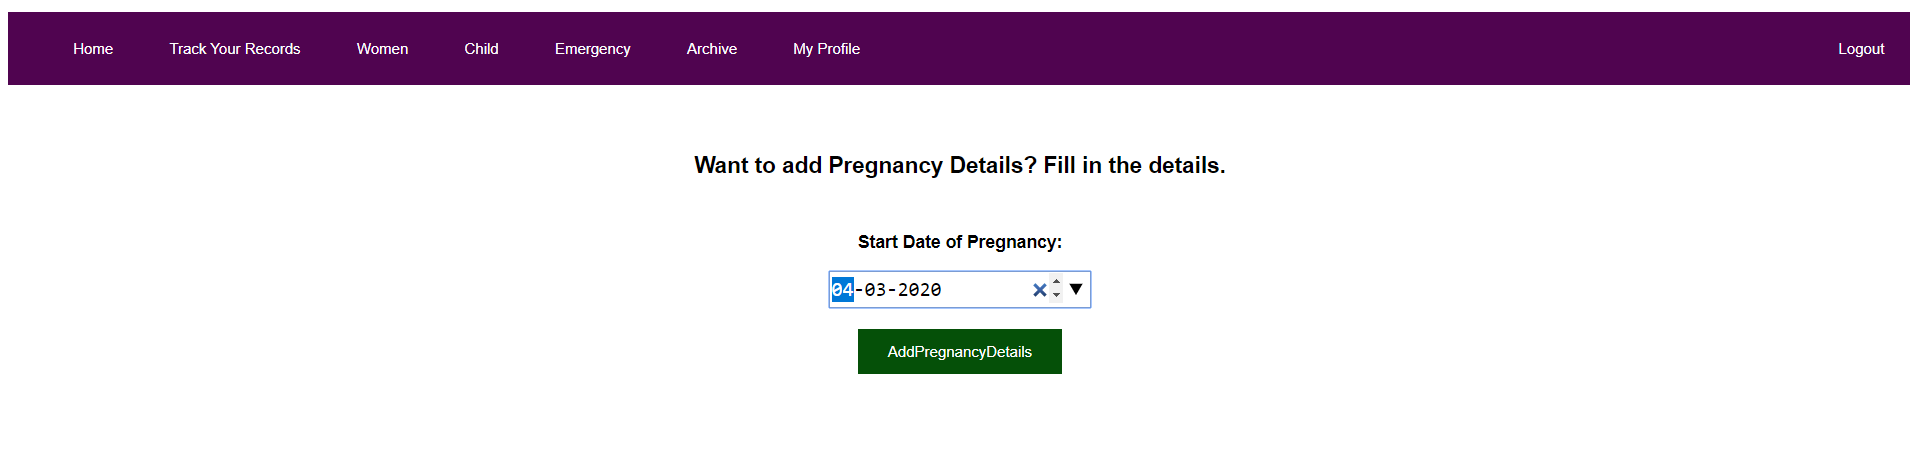 Home Track Your Records Women Child Emergency Archive My Profile Logout
Want to add Pregnancy Details? Fill in the details.
Start Date of Pregnancy:
04-03-2020
AddPregnancyDetails